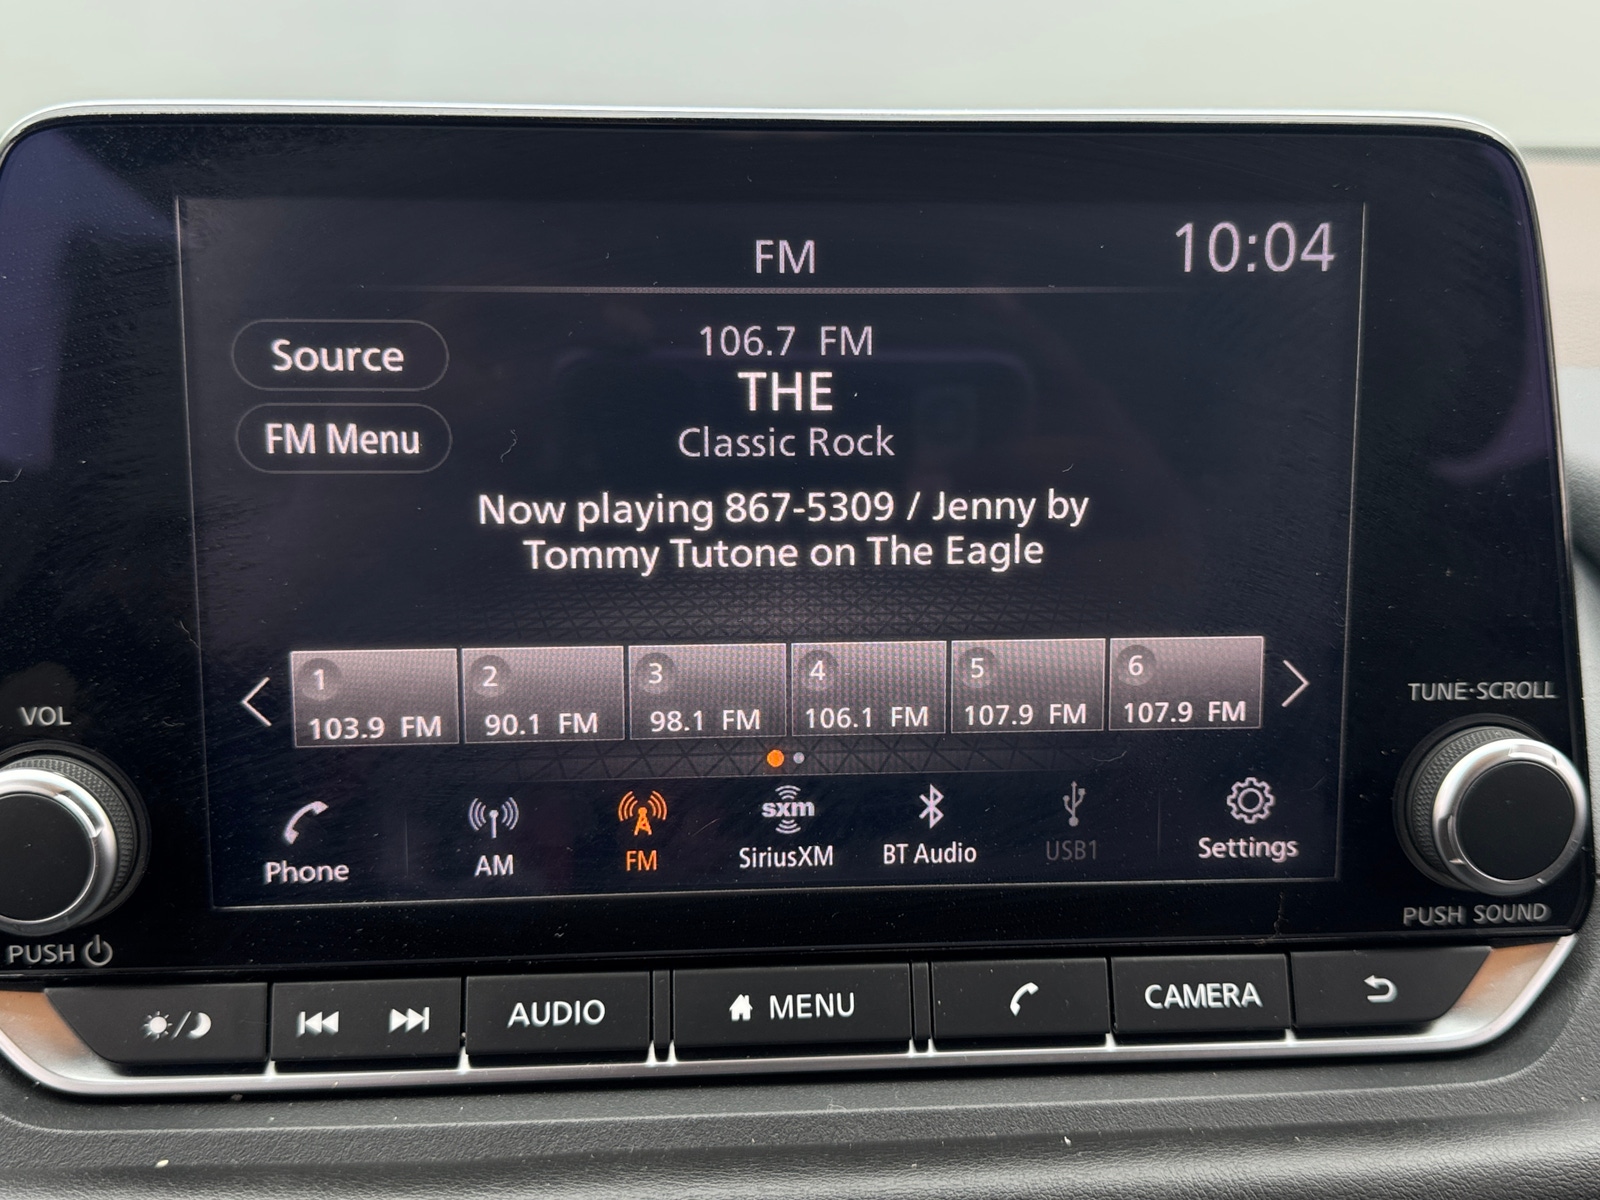 FM
10:04
Source
FM Menu
106.7 FM
THE
Classic Rock
Now playing 867-5309 / Jenny by
Tommy Tutone on The Eagle
1
103.9 FM
2
90.1 FM
3
98.1 FM
4
106.1 FM
5
107.9 FM
6
107.9 FM
Phone
AM
FM
sxm
SiriusXM
BT Audio
USB1
Settings
VOL
PUSH
TUNE·SCROLL
PUSH SOUND
AUDIO
MENU
CAMERA